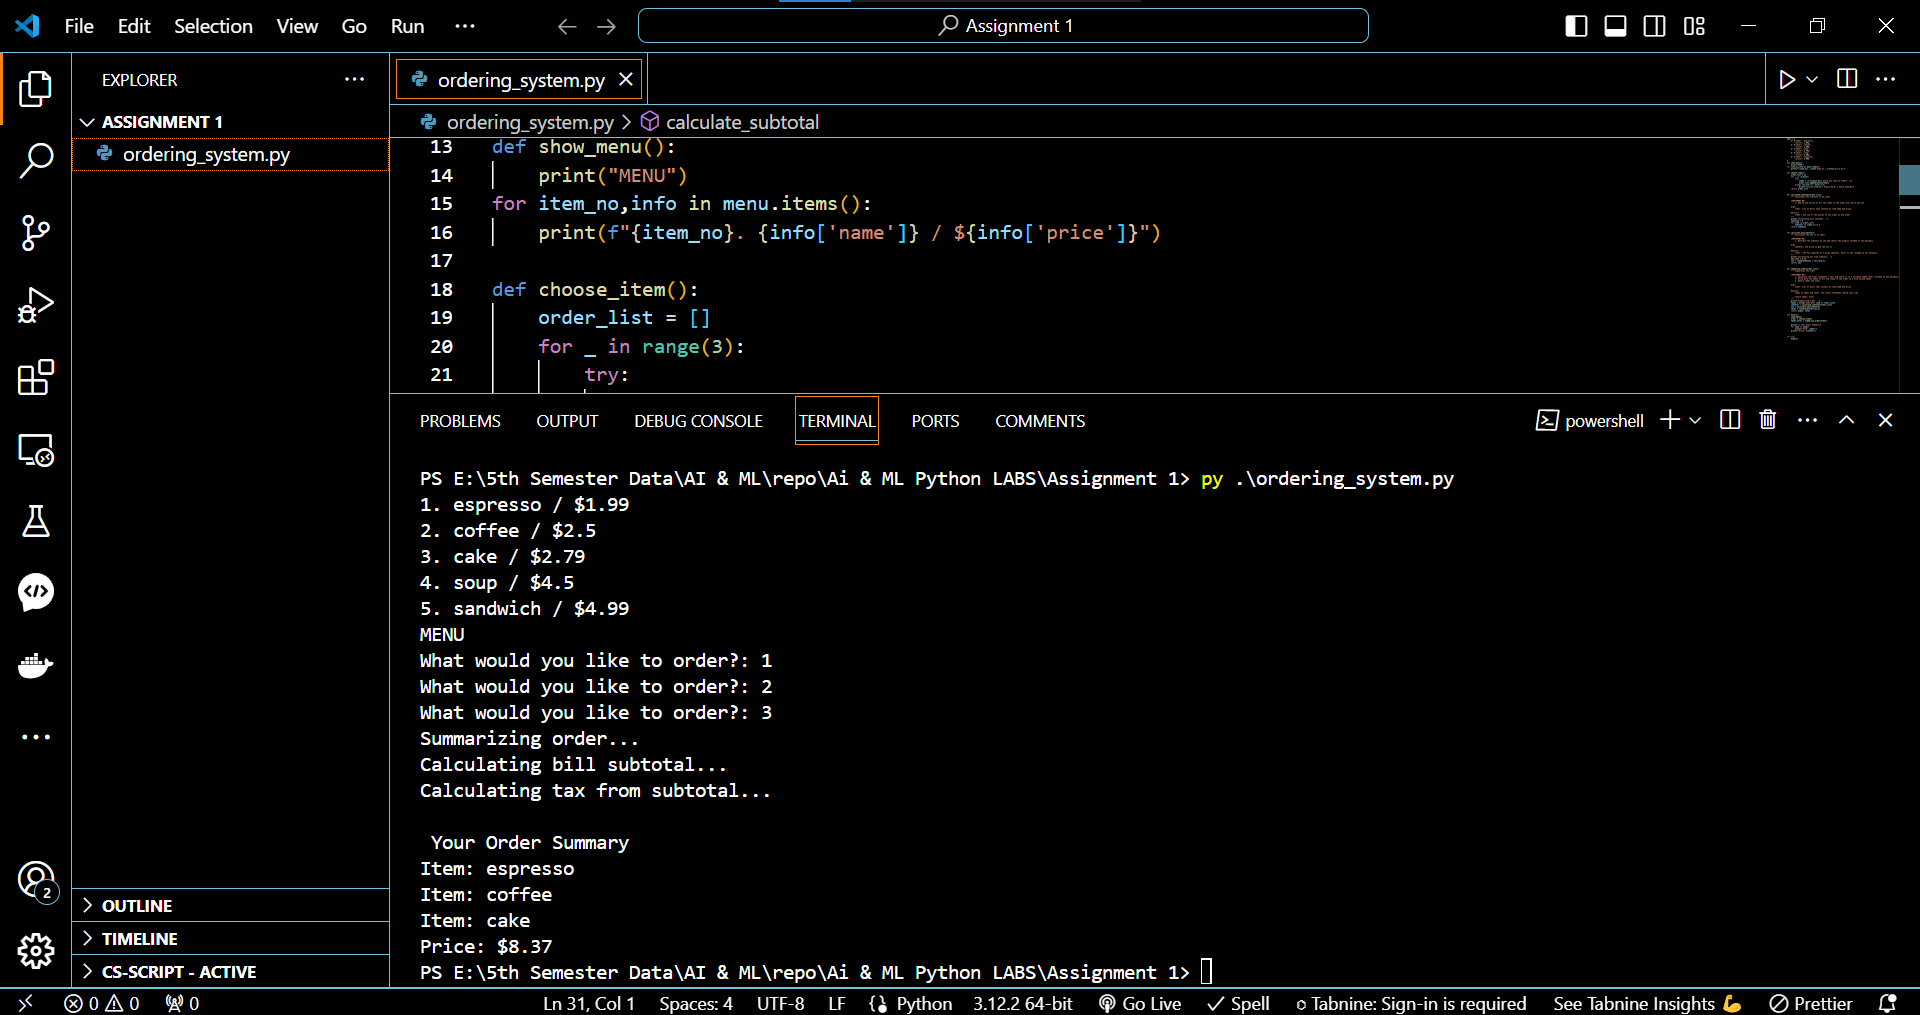 File Edit Selection View Go Run ···
Assignment 1
EXPLORER
ordering_system.py
ASSIGNMENT 1
ordering_system.py
ordering_system.py > calculate_subtotal
13 def show_menu():
14 print("MENU")
15 for item_no,info in menu.items():
16 print(f"{item_no}. {info['name']} / ${info['price']}")
17
18 def choose_item():
19 order_list = []
20 for _ in range(3):
21 try:
PROBLEMS OUTPUT DEBUG CONSOLE TERMINAL PORTS COMMENTS
powershell
PS E:\5th Semester Data\AI & ML\repo\Ai & ML Python LABS\Assignment 1> py .\ordering_system.py
1. espresso / $1.99
2. coffee / $2.5
3. cake / $2.79
4. soup / $4.5
5. sandwich / $4.99
MENU
What would you like to order?: 1
What would you like to order?: 2
What would you like to order?: 3
Summarizing order...
Calculating bill subtotal...
Calculating tax from subtotal...
Your Order Summary
Item: espresso
Item: coffee
Item: cake
Price: $8.37
PS E:\5th Semester Data\AI & ML\repo\Ai & ML Python LABS\Assignment 1>
2
OUTLINE
TIMELINE
CS-SCRIPT - ACTIVE
0 0 0 Ln 31, Col 1 Spaces: 4 UTF-8 LF Python 3.12.2 64-bit Go Live Spell Tabnine: Sign-in is required See Tabnine Insights 💪 Prettier